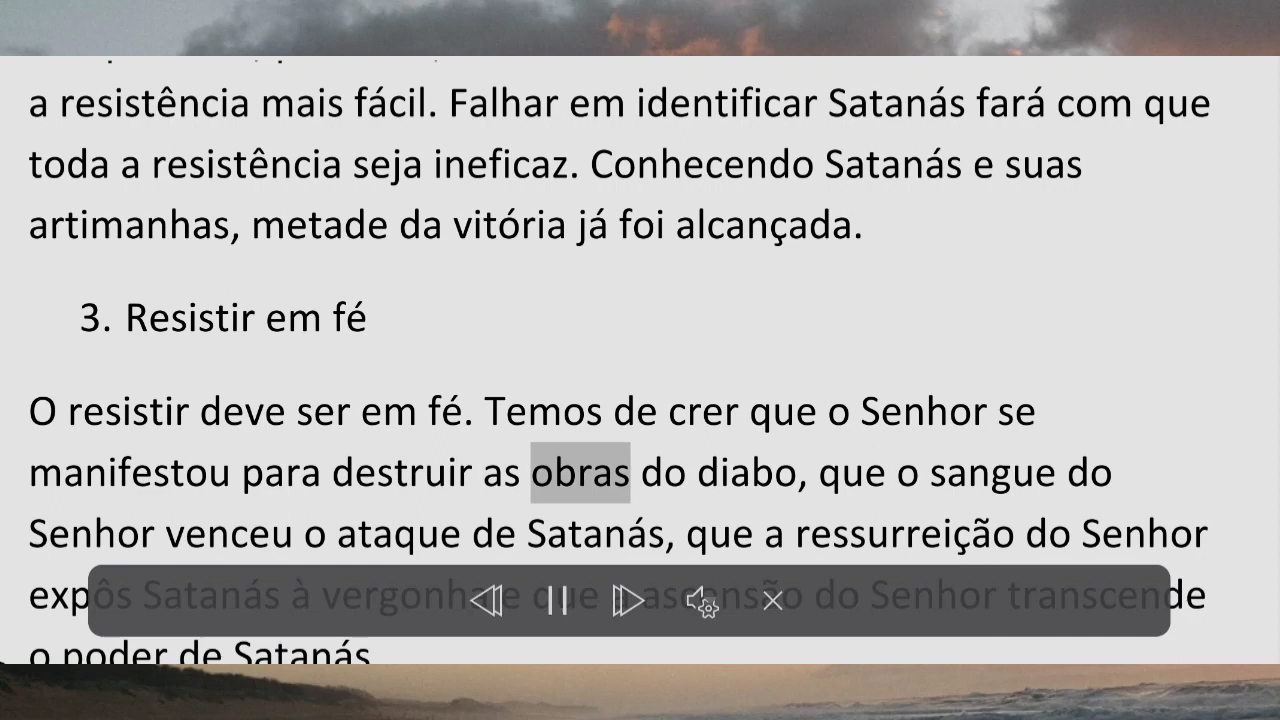 a resistência mais fácil. Falhar em identificar Satanás fará com que
toda a resistência seja ineficaz. Conhecendo Satanás e suas
artimanhas, metade da vitória já foi alcançada.
3. Resistir em fé
O resistir deve ser em fé. Temos de crer que o Senhor se
manifestou para destruir as obras do diabo, que o sangue do
Senhor venceu o ataque de Satanás, que a ressurreição do Senhor
expôs Satanás à vergonha e que a ascensão do Senhor transcende
o poder de Satanás